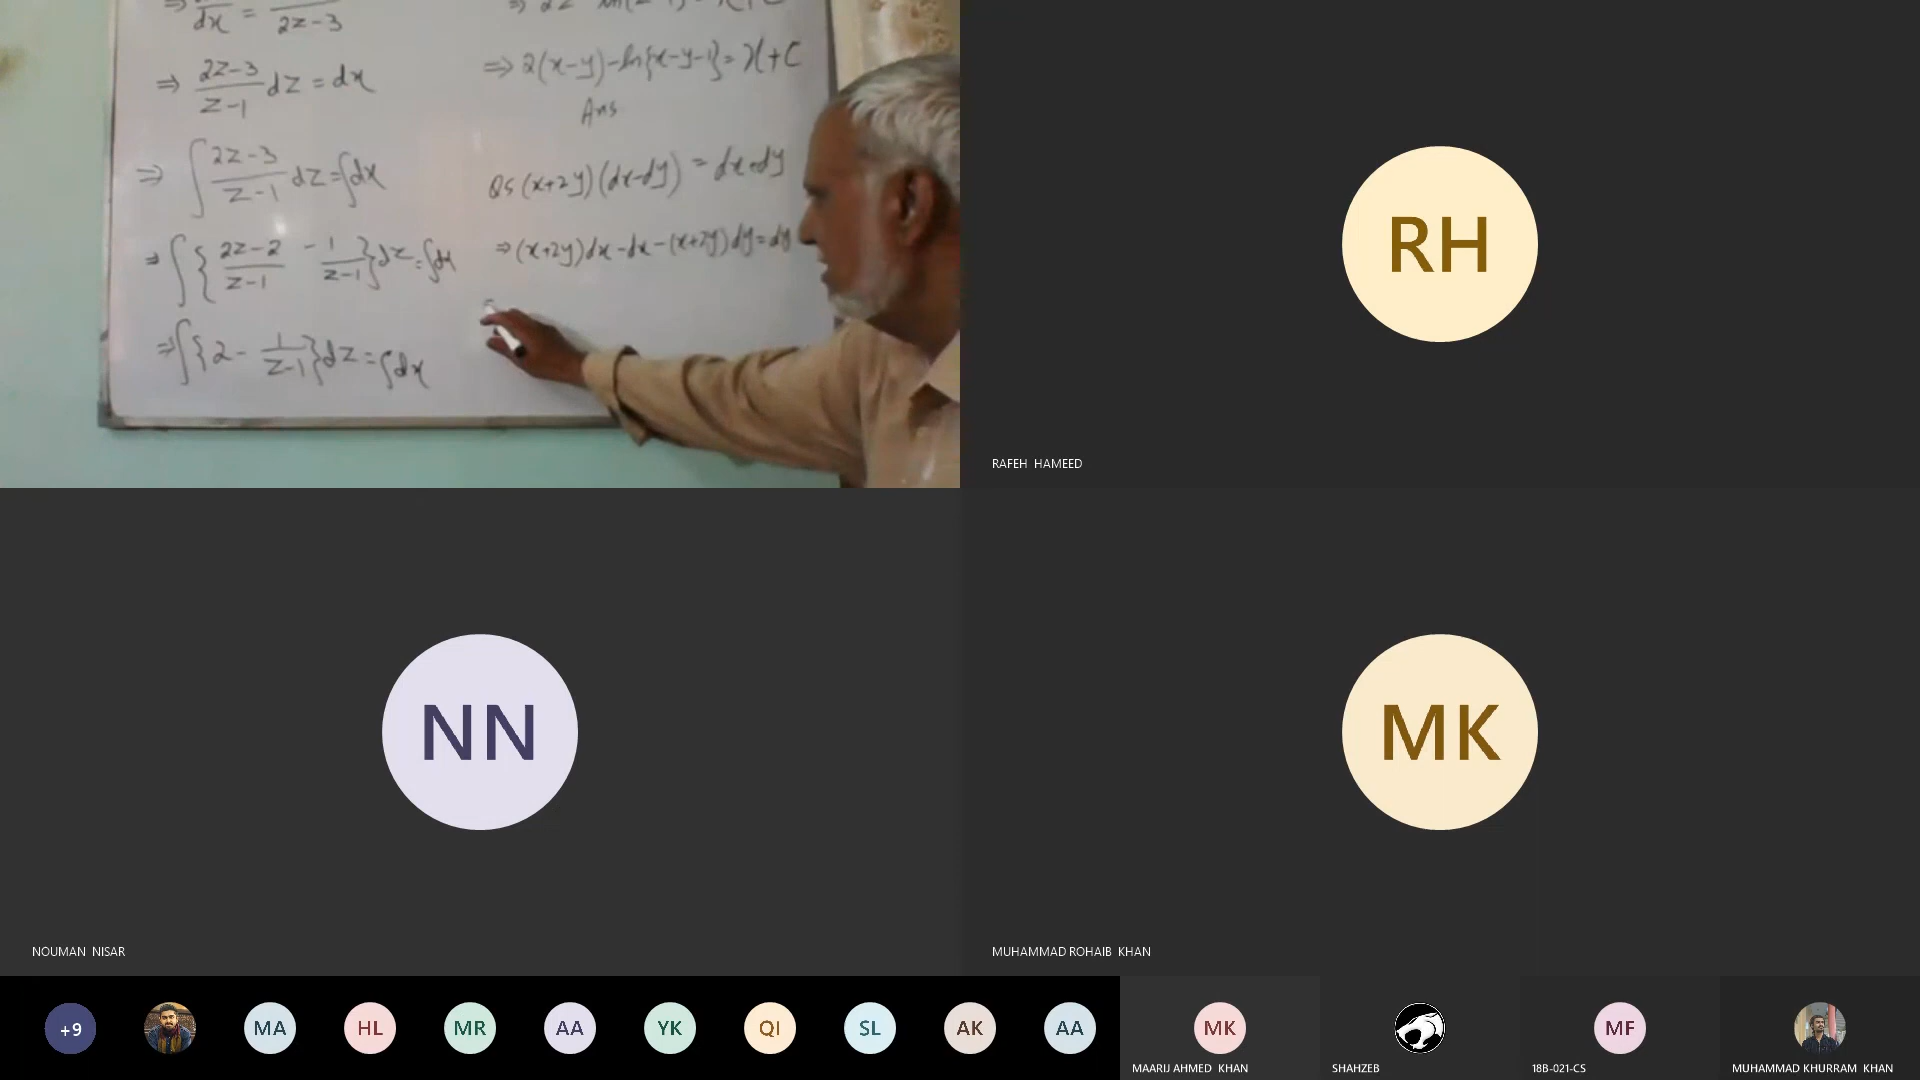 dx = 2z-3
⇒ 2z-3/z-1 dz = dx
⇒ ∫ 2z-3/z-1 dz = ∫dx
⇒ ∫ { 2z-2/z-1 - 1/z-1 } dz = ∫dx
⇒ ∫ { 2 - 1/z-1 } dz = ∫dx
⇒ 2(x-y) - ln{x-y-1} = x+C
Ans
Q5 (x+2y)(dx-dy) = dx+dy
⇒ (x+2y)dx - dx - (x+2y)dy = dy
RH
RAFEH HAMEED
NN
NOUMAN NISAR
MK
MUHAMMAD ROHAIB KHAN
+9
MA
HL
MR
AA
YK
QI
SL
AK
AA
MK
MAARIJ AHMED KHAN
SHAHZEB
MF
18B-021-CS
MUHAMMAD KHURRAM KHAN